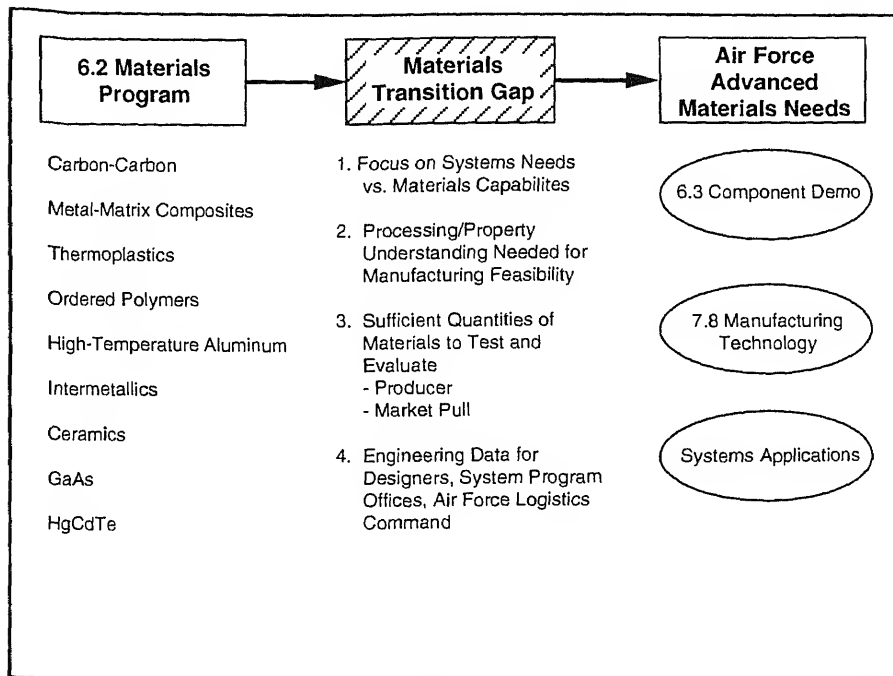 6.2 Materials
Program
Materials
Transition Gap
Air Force
Advanced
Materials Needs
Carbon-Carbon
Metal-Matrix Composites
Thermoplastics
Ordered Polymers
High-Temperature Aluminum
Intermetallics
Ceramics
GaAs
HgCdTe
1. Focus on Systems Needs
vs. Materials Capabilites
2. Processing/Property
Understanding Needed for
Manufacturing Feasibility
3. Sufficient Quantities of
Materials to Test and
Evaluate
- Producer
- Market Pull
4. Engineering Data for
Designers, System Program
Offices, Air Force Logistics
Command
6.3 Component Demo
7.8 Manufacturing
Technology
Systems Applications